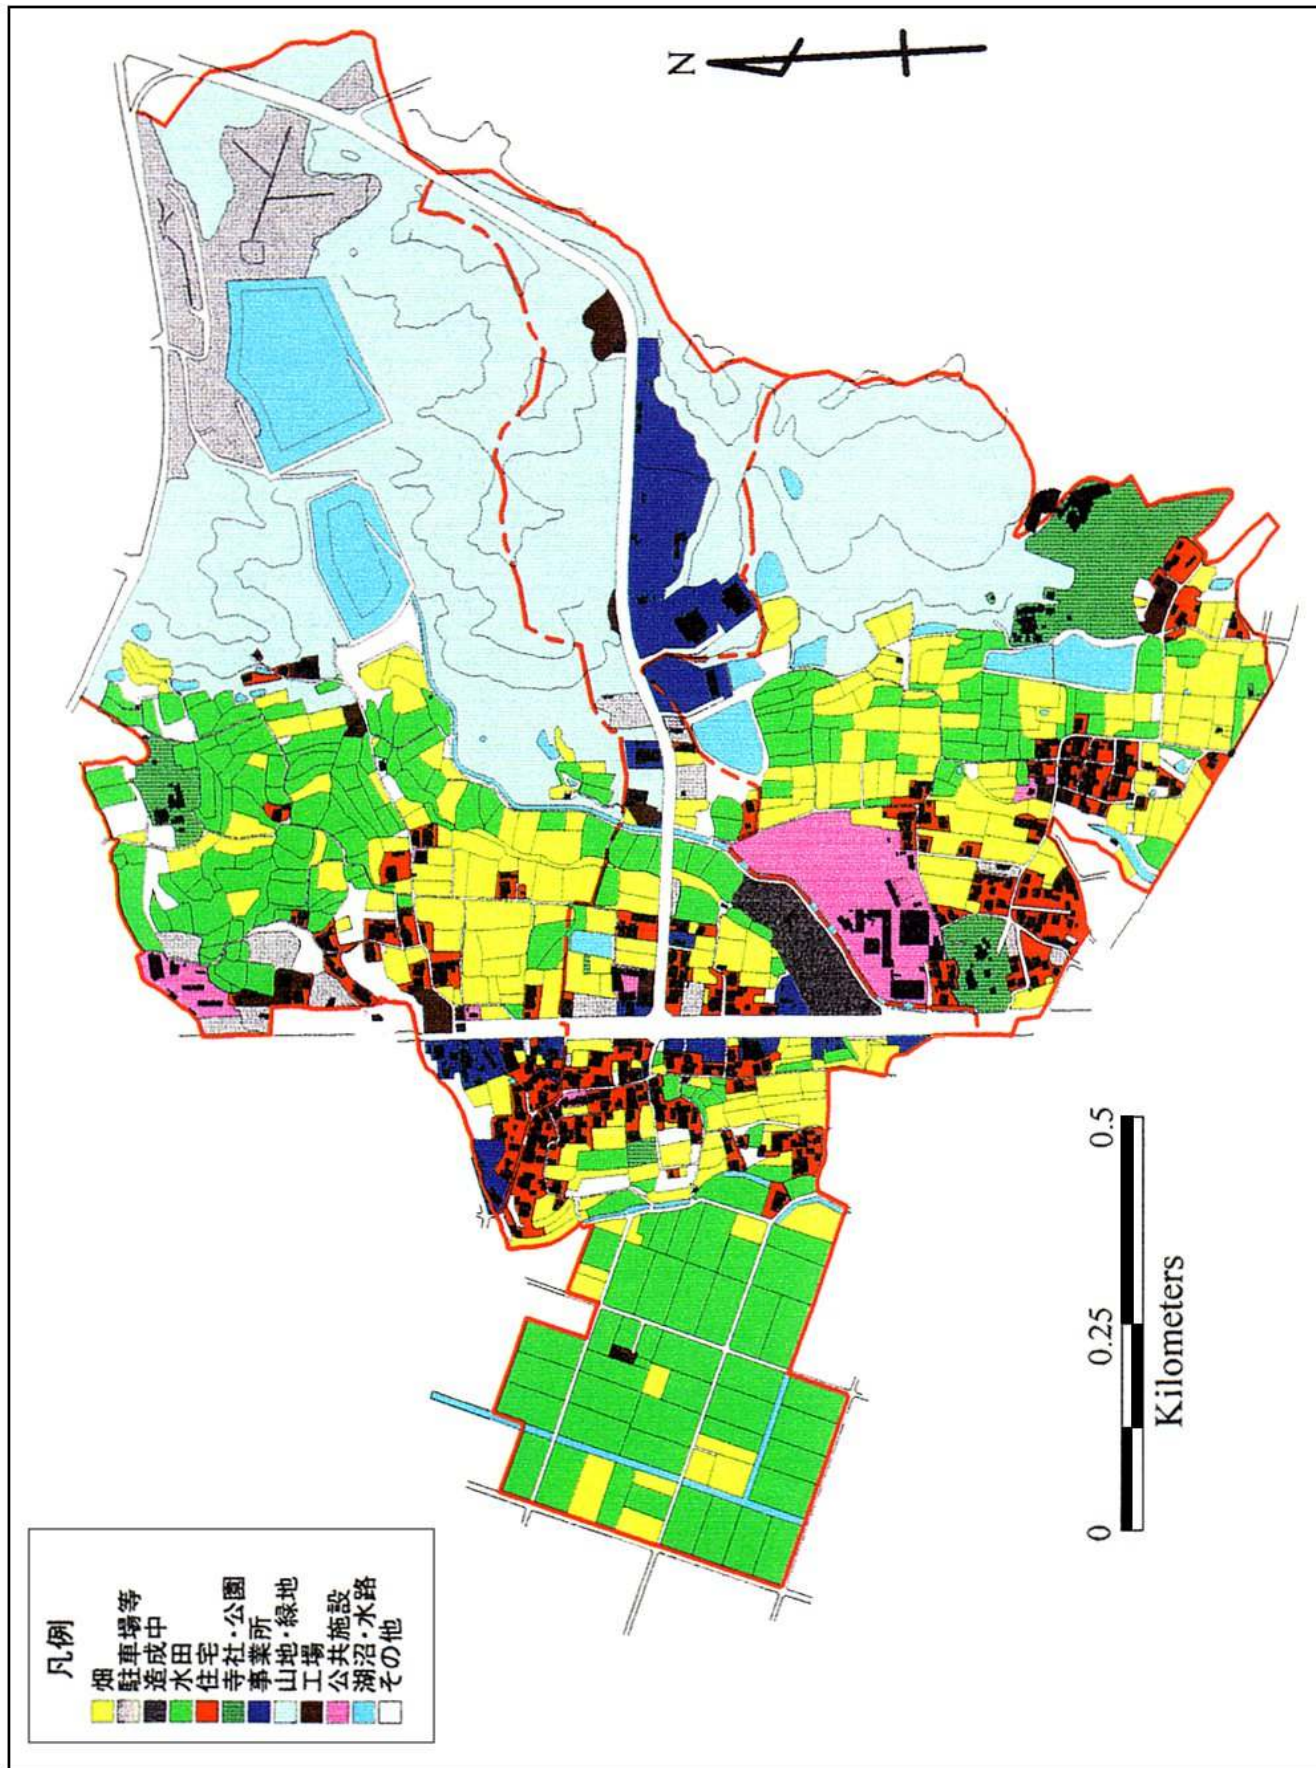 N
凡例
畑
駐車場等
造成中
水田
住宅
寺社・公園
事業所
山地・緑地
工場
公共施設
湖沼・水路
その他
0 0.25 0.5
Kilometers